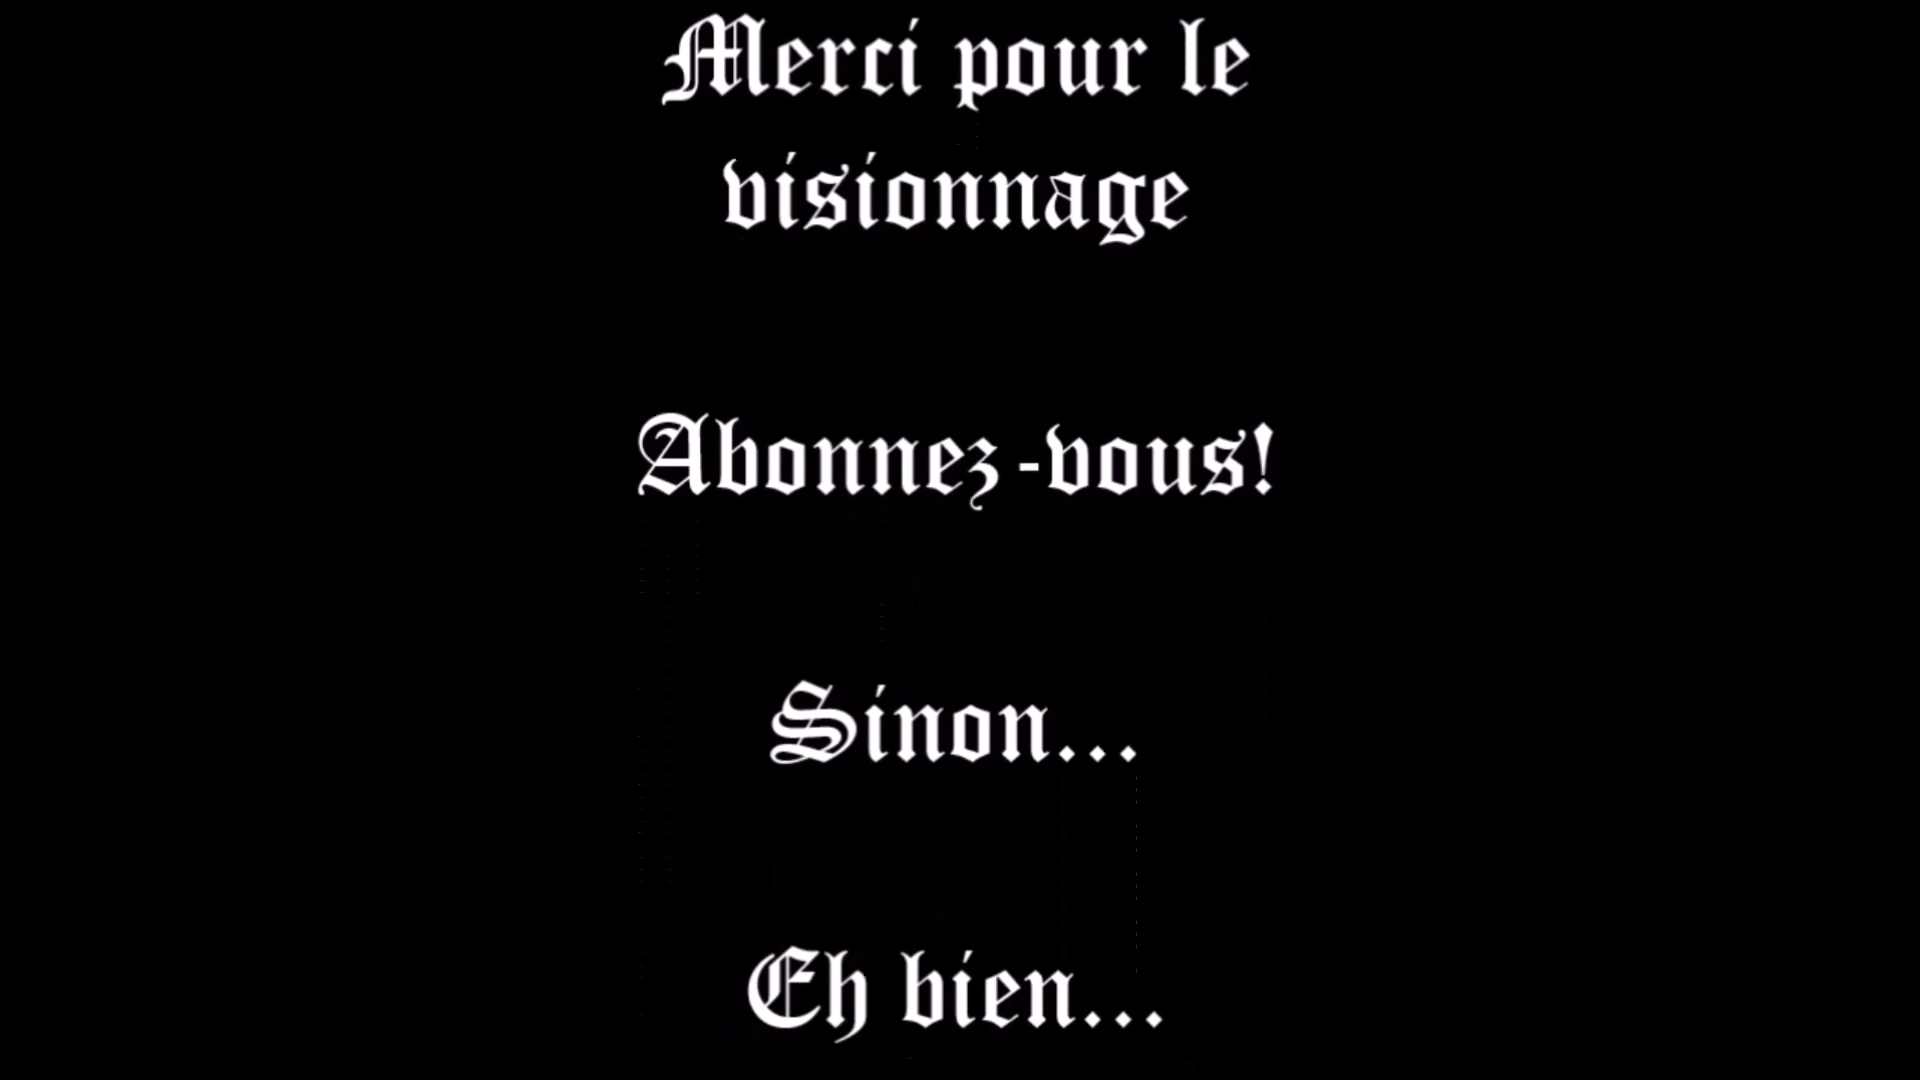 Merci pour le
visionnage
Abonnez-vous!
Sinon...
Eh bien...